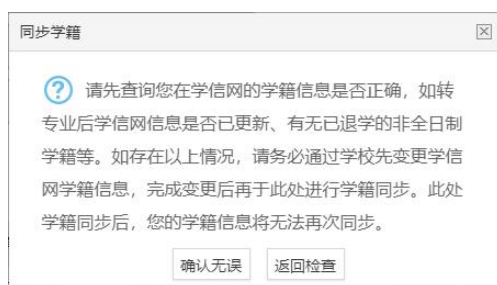 同步学籍
请先查询您在学信网的学籍信息是否正确，如转
专业后学信网信息是否已更新、有无已退学的非全日制
学籍等。如存在以上情况，请务必通过学校先变更学信
网学籍信息，完成变更后再于此处进行学籍同步。此处
学籍同步后，您的学籍信息将无法再次同步。
确认无误 返回检查